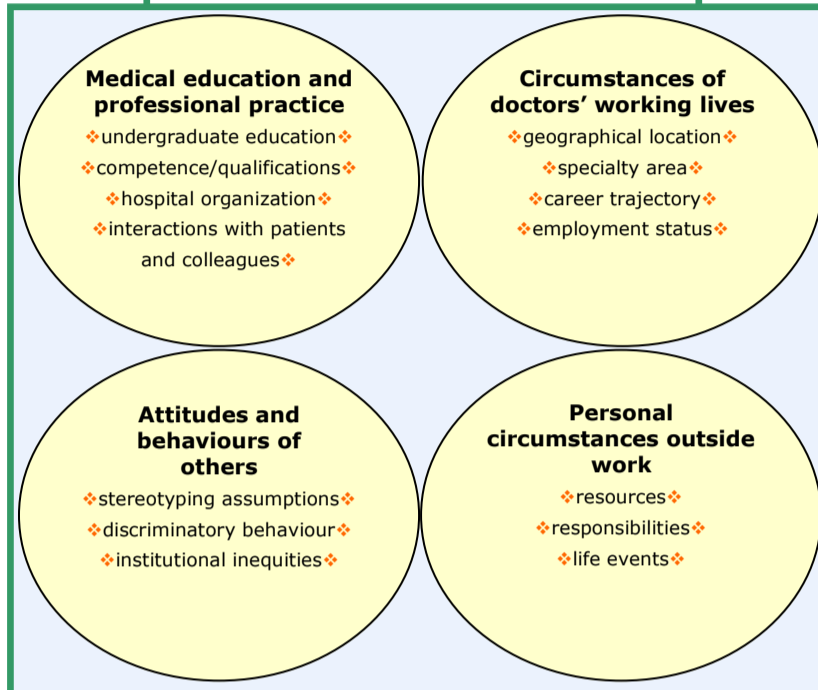 Medical education and
professional practice
❖undergraduate education❖
❖competence/qualifications❖
❖hospital organization❖
❖interactions with patients
and colleagues❖
Circumstances of
doctors’ working lives
❖geographical location❖
❖specialty area❖
❖career trajectory❖
❖employment status❖
Attitudes and
behaviours of
others
❖stereotyping assumptions❖
❖discriminatory behaviour❖
❖institutional inequities❖
Personal
circumstances outside
work
❖resources❖
❖responsibilities❖
❖life events❖